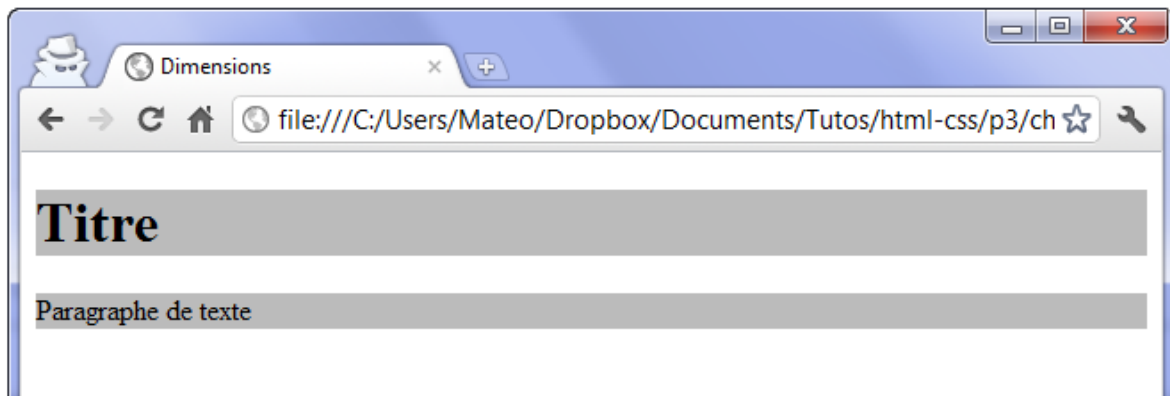 Dimensions
file:///C:/Users/Mateo/Dropbox/Documents/Tutos/html-css/p3/ch
Titre
Paragraphe de texte